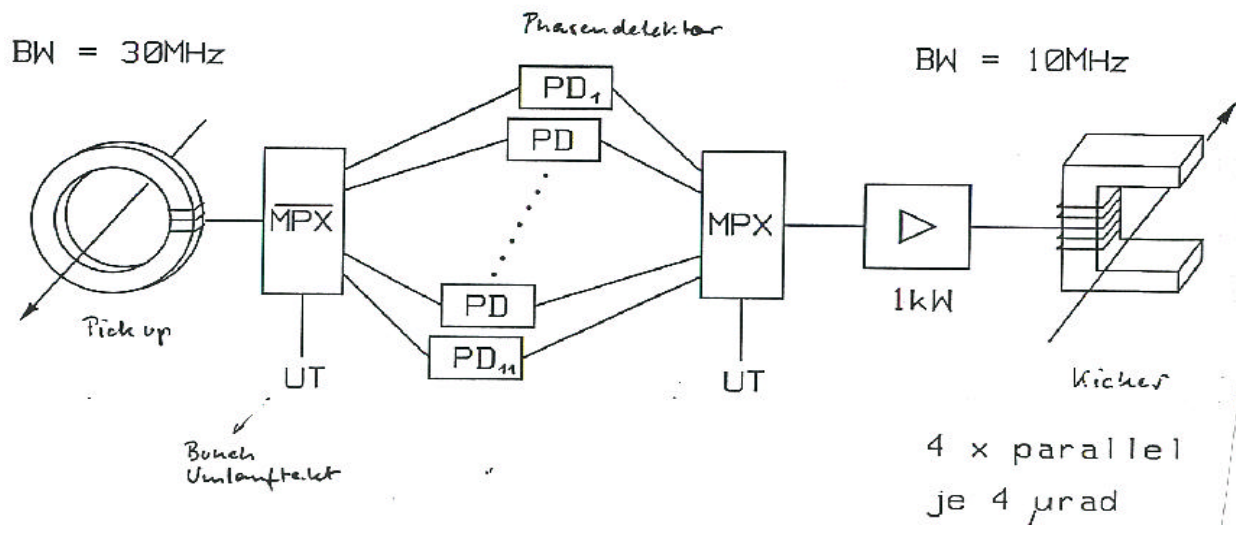 Phasendetektor
BW = 30MHz
BW = 10MHz
PD₁
PD
MPX
MPX
PD
PD₁₁
1kW
Pick up
UT
UT
Kicker
Bunch
Umlauftakt
4 x parallel
je 4 µrad